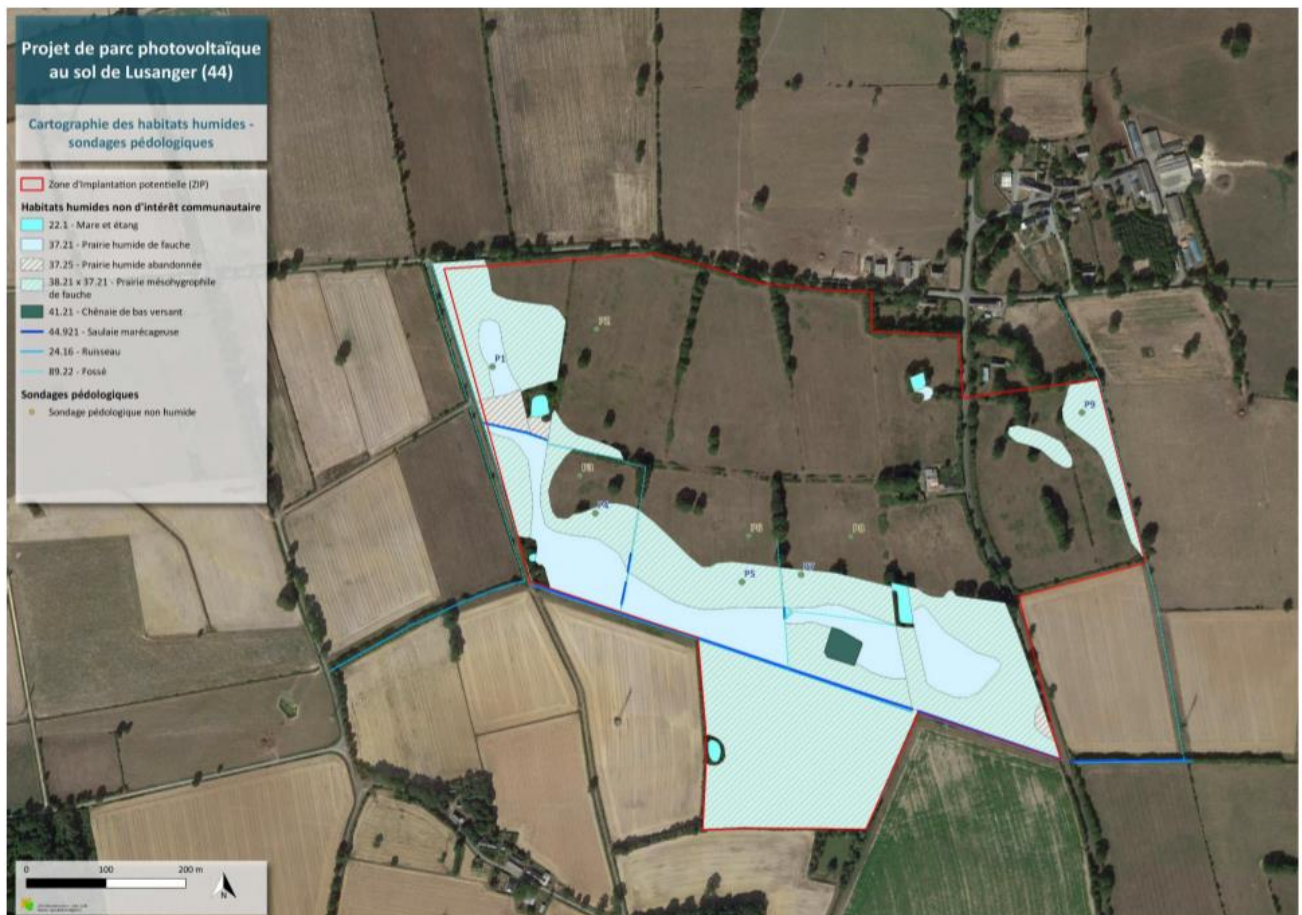 Projet de parc photovoltaïque
au sol de Lusanger (44)
Cartographie des habitats humides -
sondages pédologiques
Zone d'Implantation potentielle (ZIP)
Habitats humides non d'intérêt communautaire
22.1 - Mare et étang
37.21 - Prairie humide de fauche
37.25 - Prairie humide abandonnée
38.21 x 37.21 - Prairie mésohygrophile
de fauche
41.21 - Chênaie de bas versant
44.921 - Saulaie marécageuse
24.16 - Ruisseau
89.22 - Fossé
Sondages pédologiques
Sondage pédologique non humide
P2
P1
P9
P4
P6
P5
0 100 200 m
N